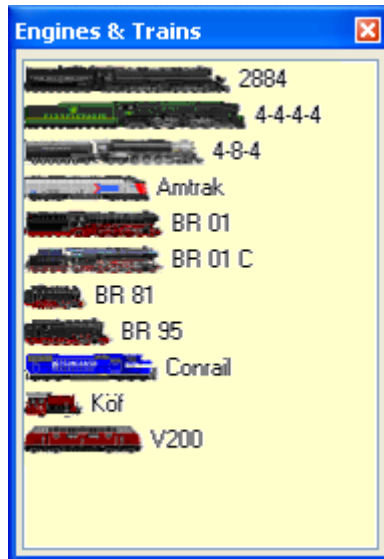 Engines & Trains
2884
4-4-4-4
4-8-4
Amtrak
BR 01
BR 01 C
BR 81
BR 95
Conrail
Köf
V200